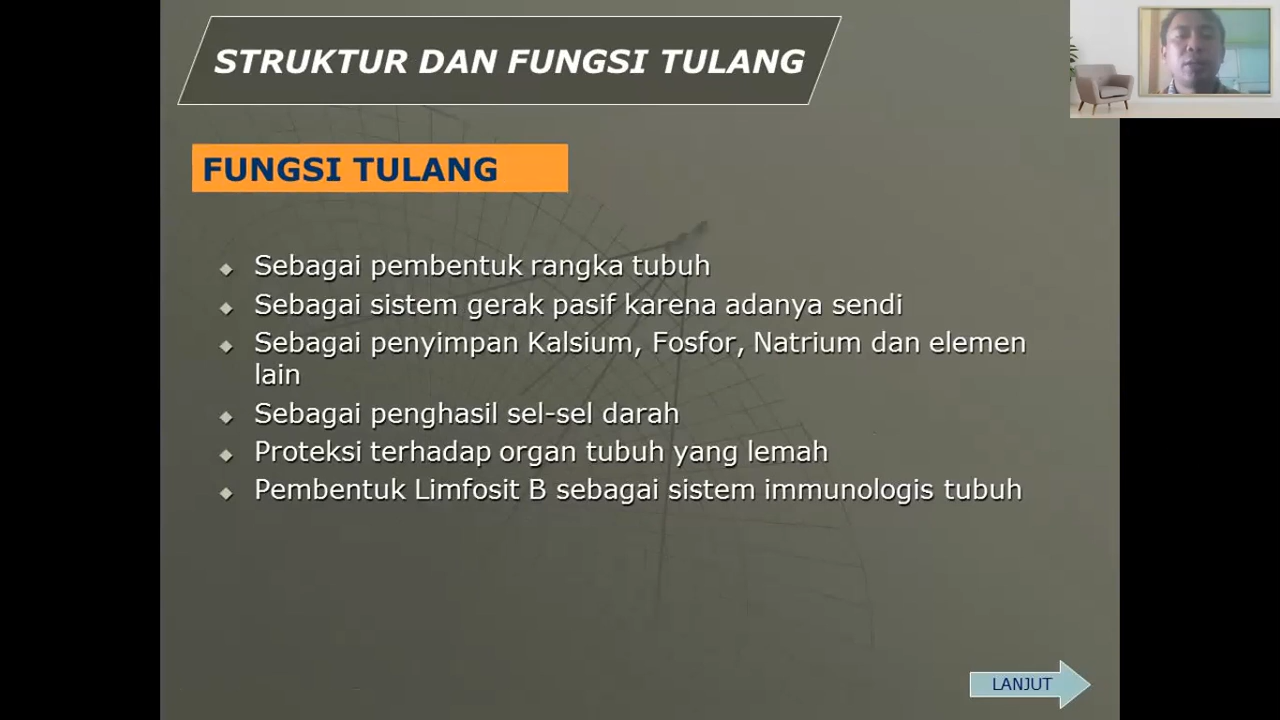 STRUKTUR DAN FUNGSI TULANG
FUNGSI TULANG
Sebagai pembentuk rangka tubuh
Sebagai sistem gerak pasif karena adanya sendi
Sebagai penyimpan Kalsium, Fosfor, Natrium dan elemen
lain
Sebagai penghasil sel-sel darah
Proteksi terhadap organ tubuh yang lemah
Pembentuk Limfosit B sebagai sistem immunologis tubuh
LANJUT